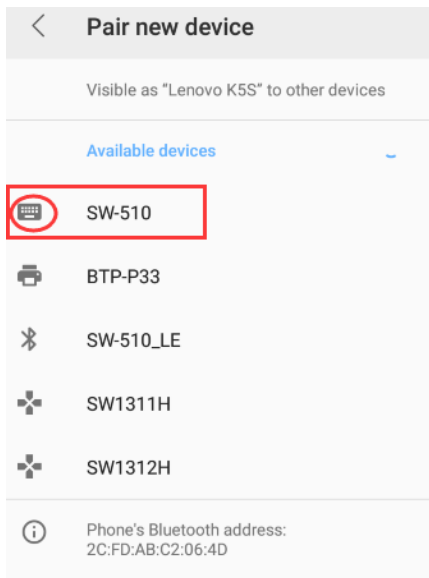 Pair new device
Visible as "Lenovo K5S" to other devices
Available devices
SW-510
BTP-P33
SW-510_LE
SW1311H
SW1312H
Phone's Bluetooth address:
2C:FD:AB:C2:06:4D